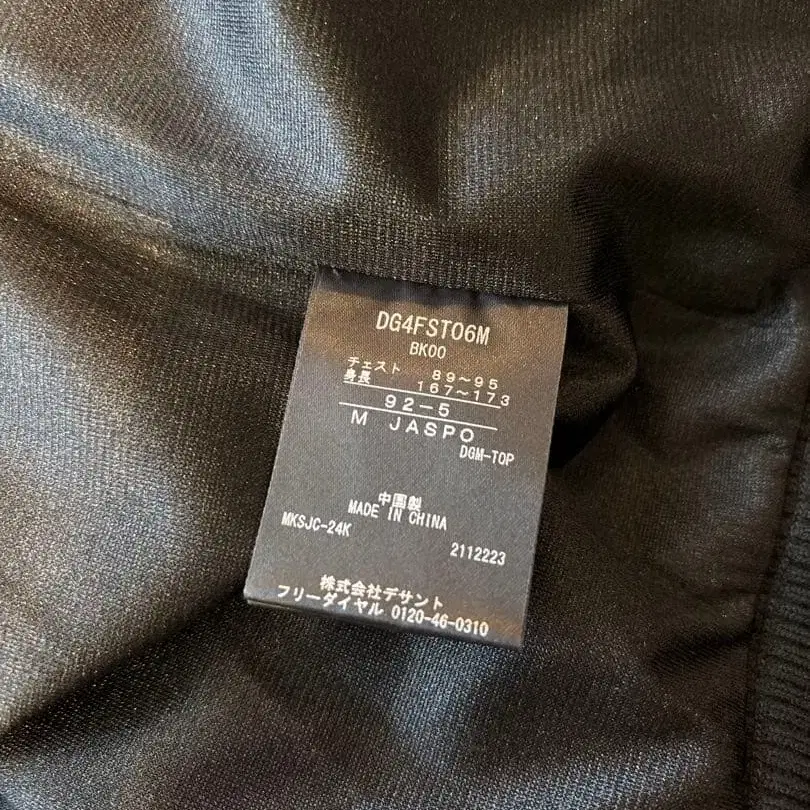 DG4FST06M
BK00
チェスト 89～95
身長 167～173
92－5
M JASPO
DGM-TOP
中国製
MADE IN CHINA
MKSJC-24K
2112223
株式会社デサント
フリーダイヤル 0120-46-0310